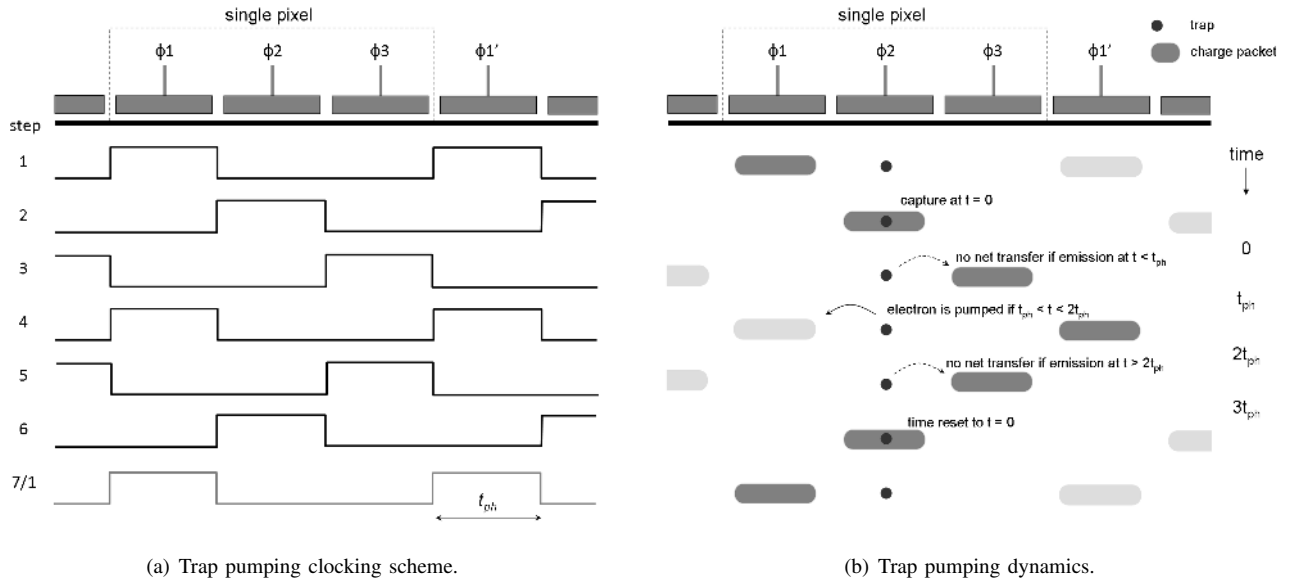 single pixel
ϕ1 ϕ2 ϕ3 ϕ1'
step
1
2
3
4
5
6
7/1
t_ph
(a) Trap pumping clocking scheme.
single pixel
ϕ1 ϕ2 ϕ3 ϕ1'
trap
charge packet
time
capture at t = 0
0
no net transfer if emission at t < t_ph
t_ph
electron is pumped if t_ph < t < 2t_ph
2t_ph
no net transfer if emission at t > 2t_ph
3t_ph
time reset to t = 0
(b) Trap pumping dynamics.